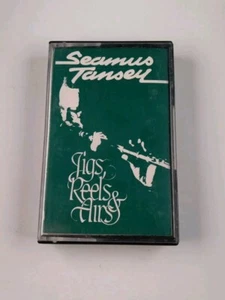 Seamus
Tansey
Jigs,
Reels &
Airs